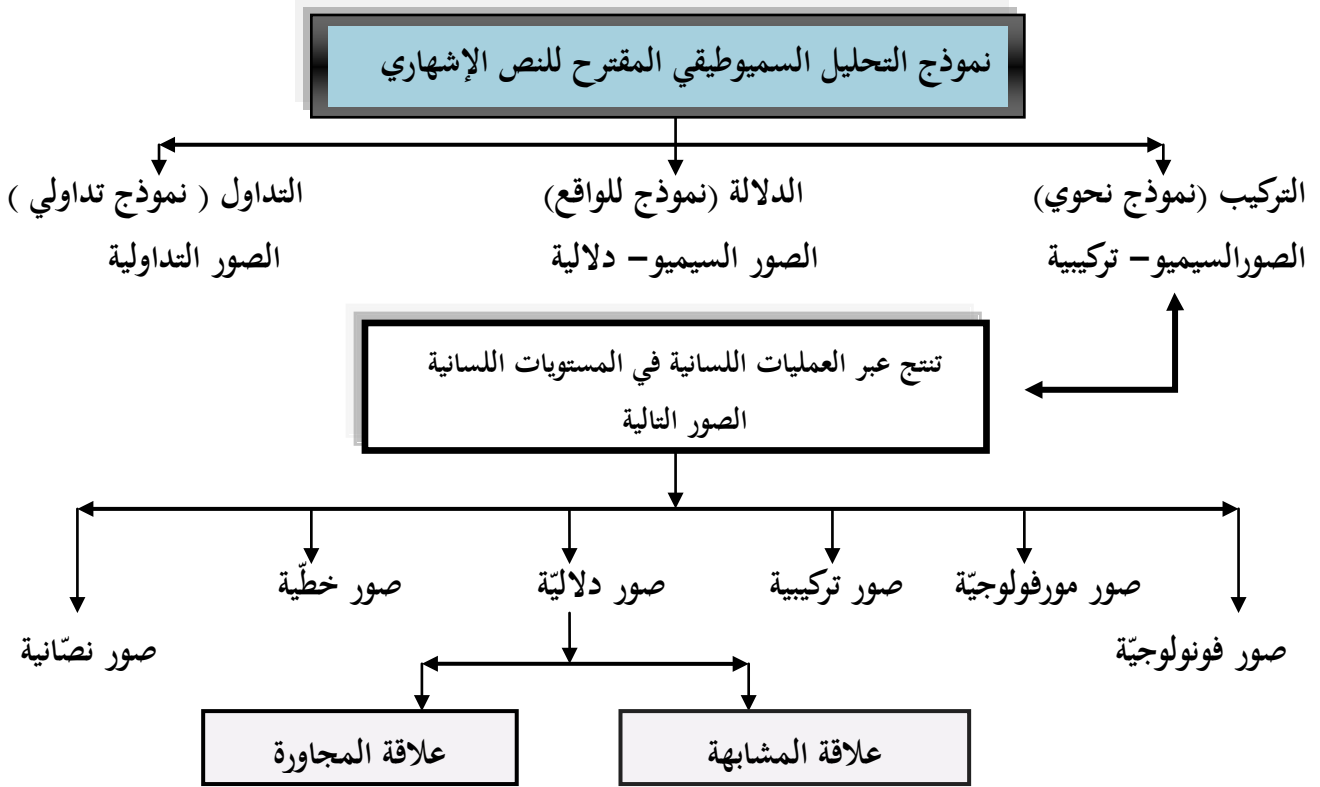 نموذج التحليل السميوطيقي المقترح للنص الإشهاري
التركيب (نموذج نحوي)
الصورالسيميو– تركيبية
الدلالة (نموذج للواقع)
الصور السيميو– دلالية
التداول ( نموذج تداولي )
الصور التداولية
تنتج عبر العمليات اللسانية في المستويات اللسانية
الصور التالية
صور فونولوجيّة
صور مورفولوجيّة
صور تركيبية
صور دلاليّة
صور خطّية
صور نصّانية
علاقة المشابهة
علاقة المجاورة